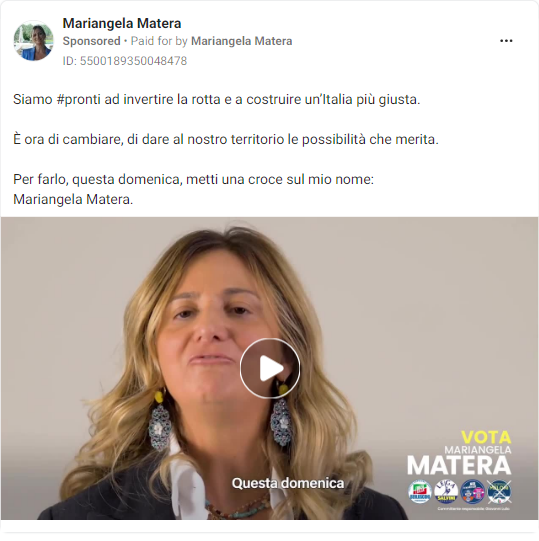 Mariangela Matera
Sponsored • Paid for by Mariangela Matera
ID: 5500189350048478
Siamo #pronti ad invertire la rotta e a costruire un'Italia più giusta.
È ora di cambiare, di dare al nostro territorio le possibilità che merita.
Per farlo, questa domenica, metti una croce sul mio nome:
Mariangela Matera.
VOTA
MARIANGELA
MATERA
Questa domenica
SALVINI